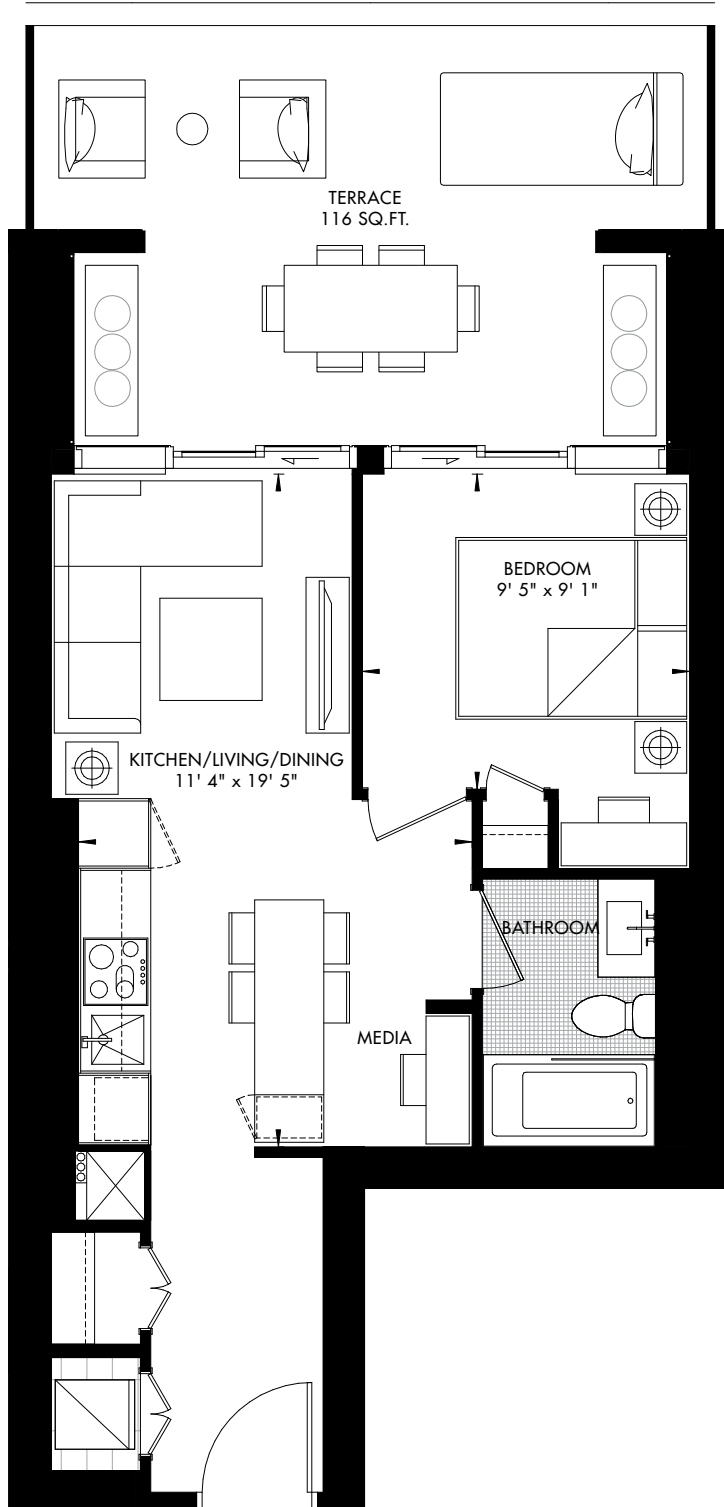 TERRACE
116 SQ.FT.
BEDROOM
9' 5" x 9' 1"
KITCHEN/LIVING/DINING
11' 4" x 19' 5"
BATHROOM
MEDIA